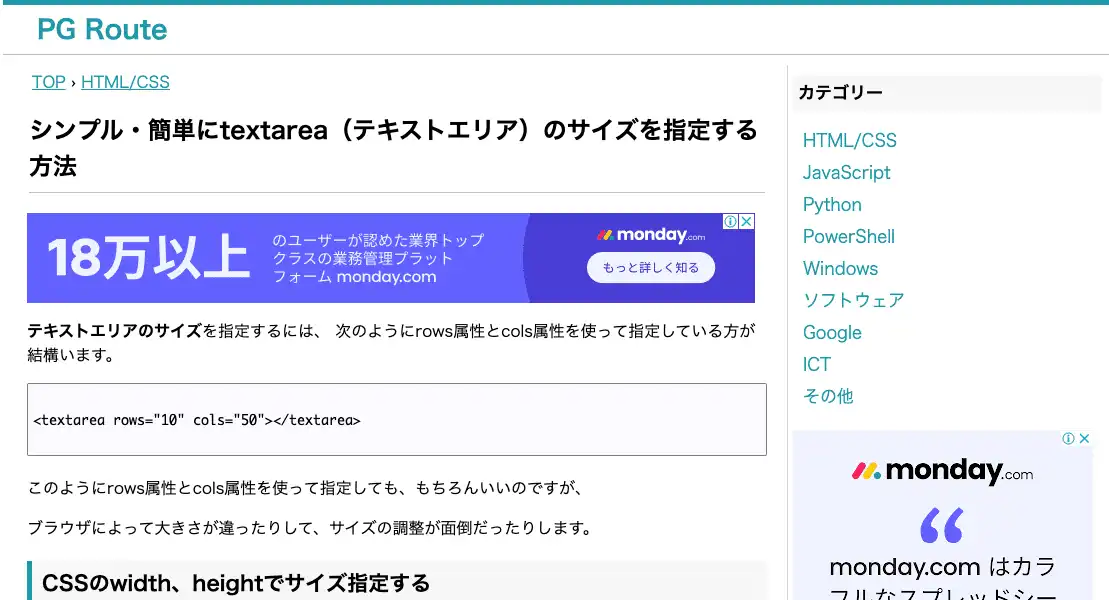 PG Route
TOP › HTML/CSS
シンプル・簡単にtextarea（テキストエリア）のサイズを指定する
方法
18万以上
のユーザーが認めた業界トップ
クラスの業務管理プラット
フォーム monday.com
monday.com
もっと詳しく知る
テキストエリアのサイズを指定するには、 次のようにrows属性とcols属性を使って指定している方が
結構います。
<textarea rows="10" cols="50"></textarea>
このようにrows属性とcols属性を使って指定しても、もちろんいいのですが、
ブラウザによって大きさが違ったりして、サイズの調整が面倒だったりします。
CSSのwidth、heightでサイズ指定する
カテゴリー
HTML/CSS
JavaScript
Python
PowerShell
Windows
ソフトウェア
Google
ICT
その他
monday.com
monday.com はカラ
フルなスプレッドシー